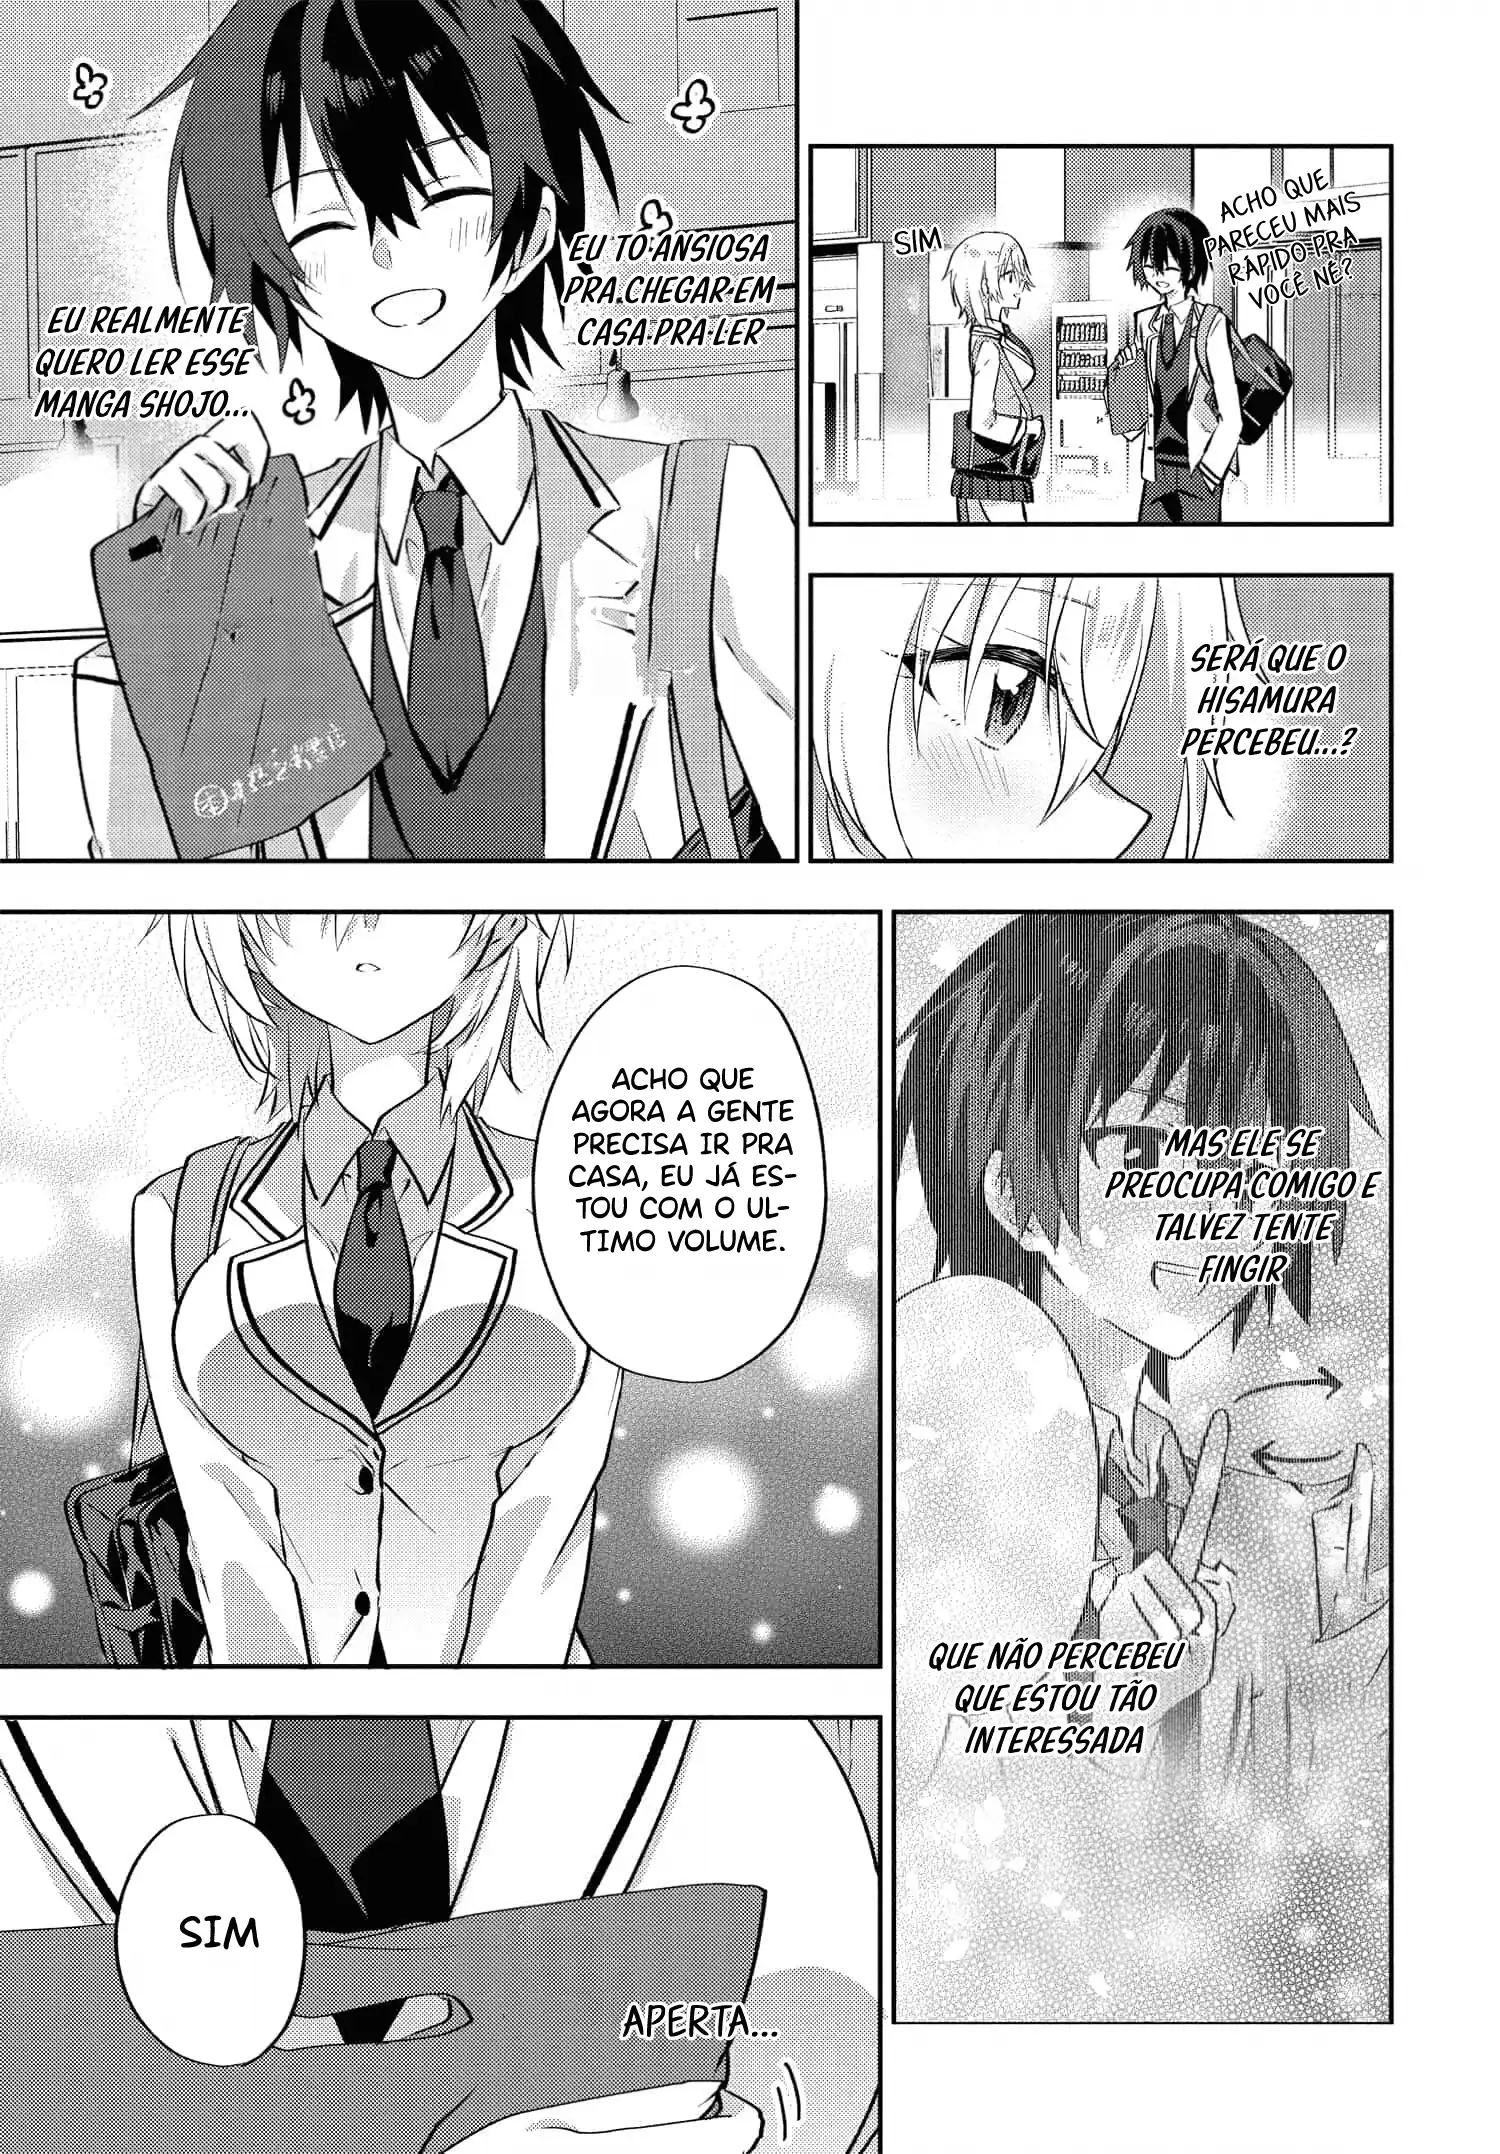 ACHO QUE
PARECEU MAIS
RÁPIDO PRA
VOCÊ NÉ?
SIM
SERÁ QUE O
HISAMURA
PERCEBEU...?
EU TO ANSIOSA
PRA CHEGAR EM
CASA PRA LER
EU REALMENTE
QUERO LER ESSE
MANGA SHOJO...
MAS ELE SE
PREOCUPA COMIGO E
TALVEZ TENTE
FINGIR
QUE NÃO PERCEBEU
QUE ESTOU TÃO
INTERESSADA
ACHO QUE
AGORA A GENTE
PRECISA IR PRA
CASA, EU JÁ ES-
TOU COM O UL-
TIMO VOLUME.
SIM
APERTA...